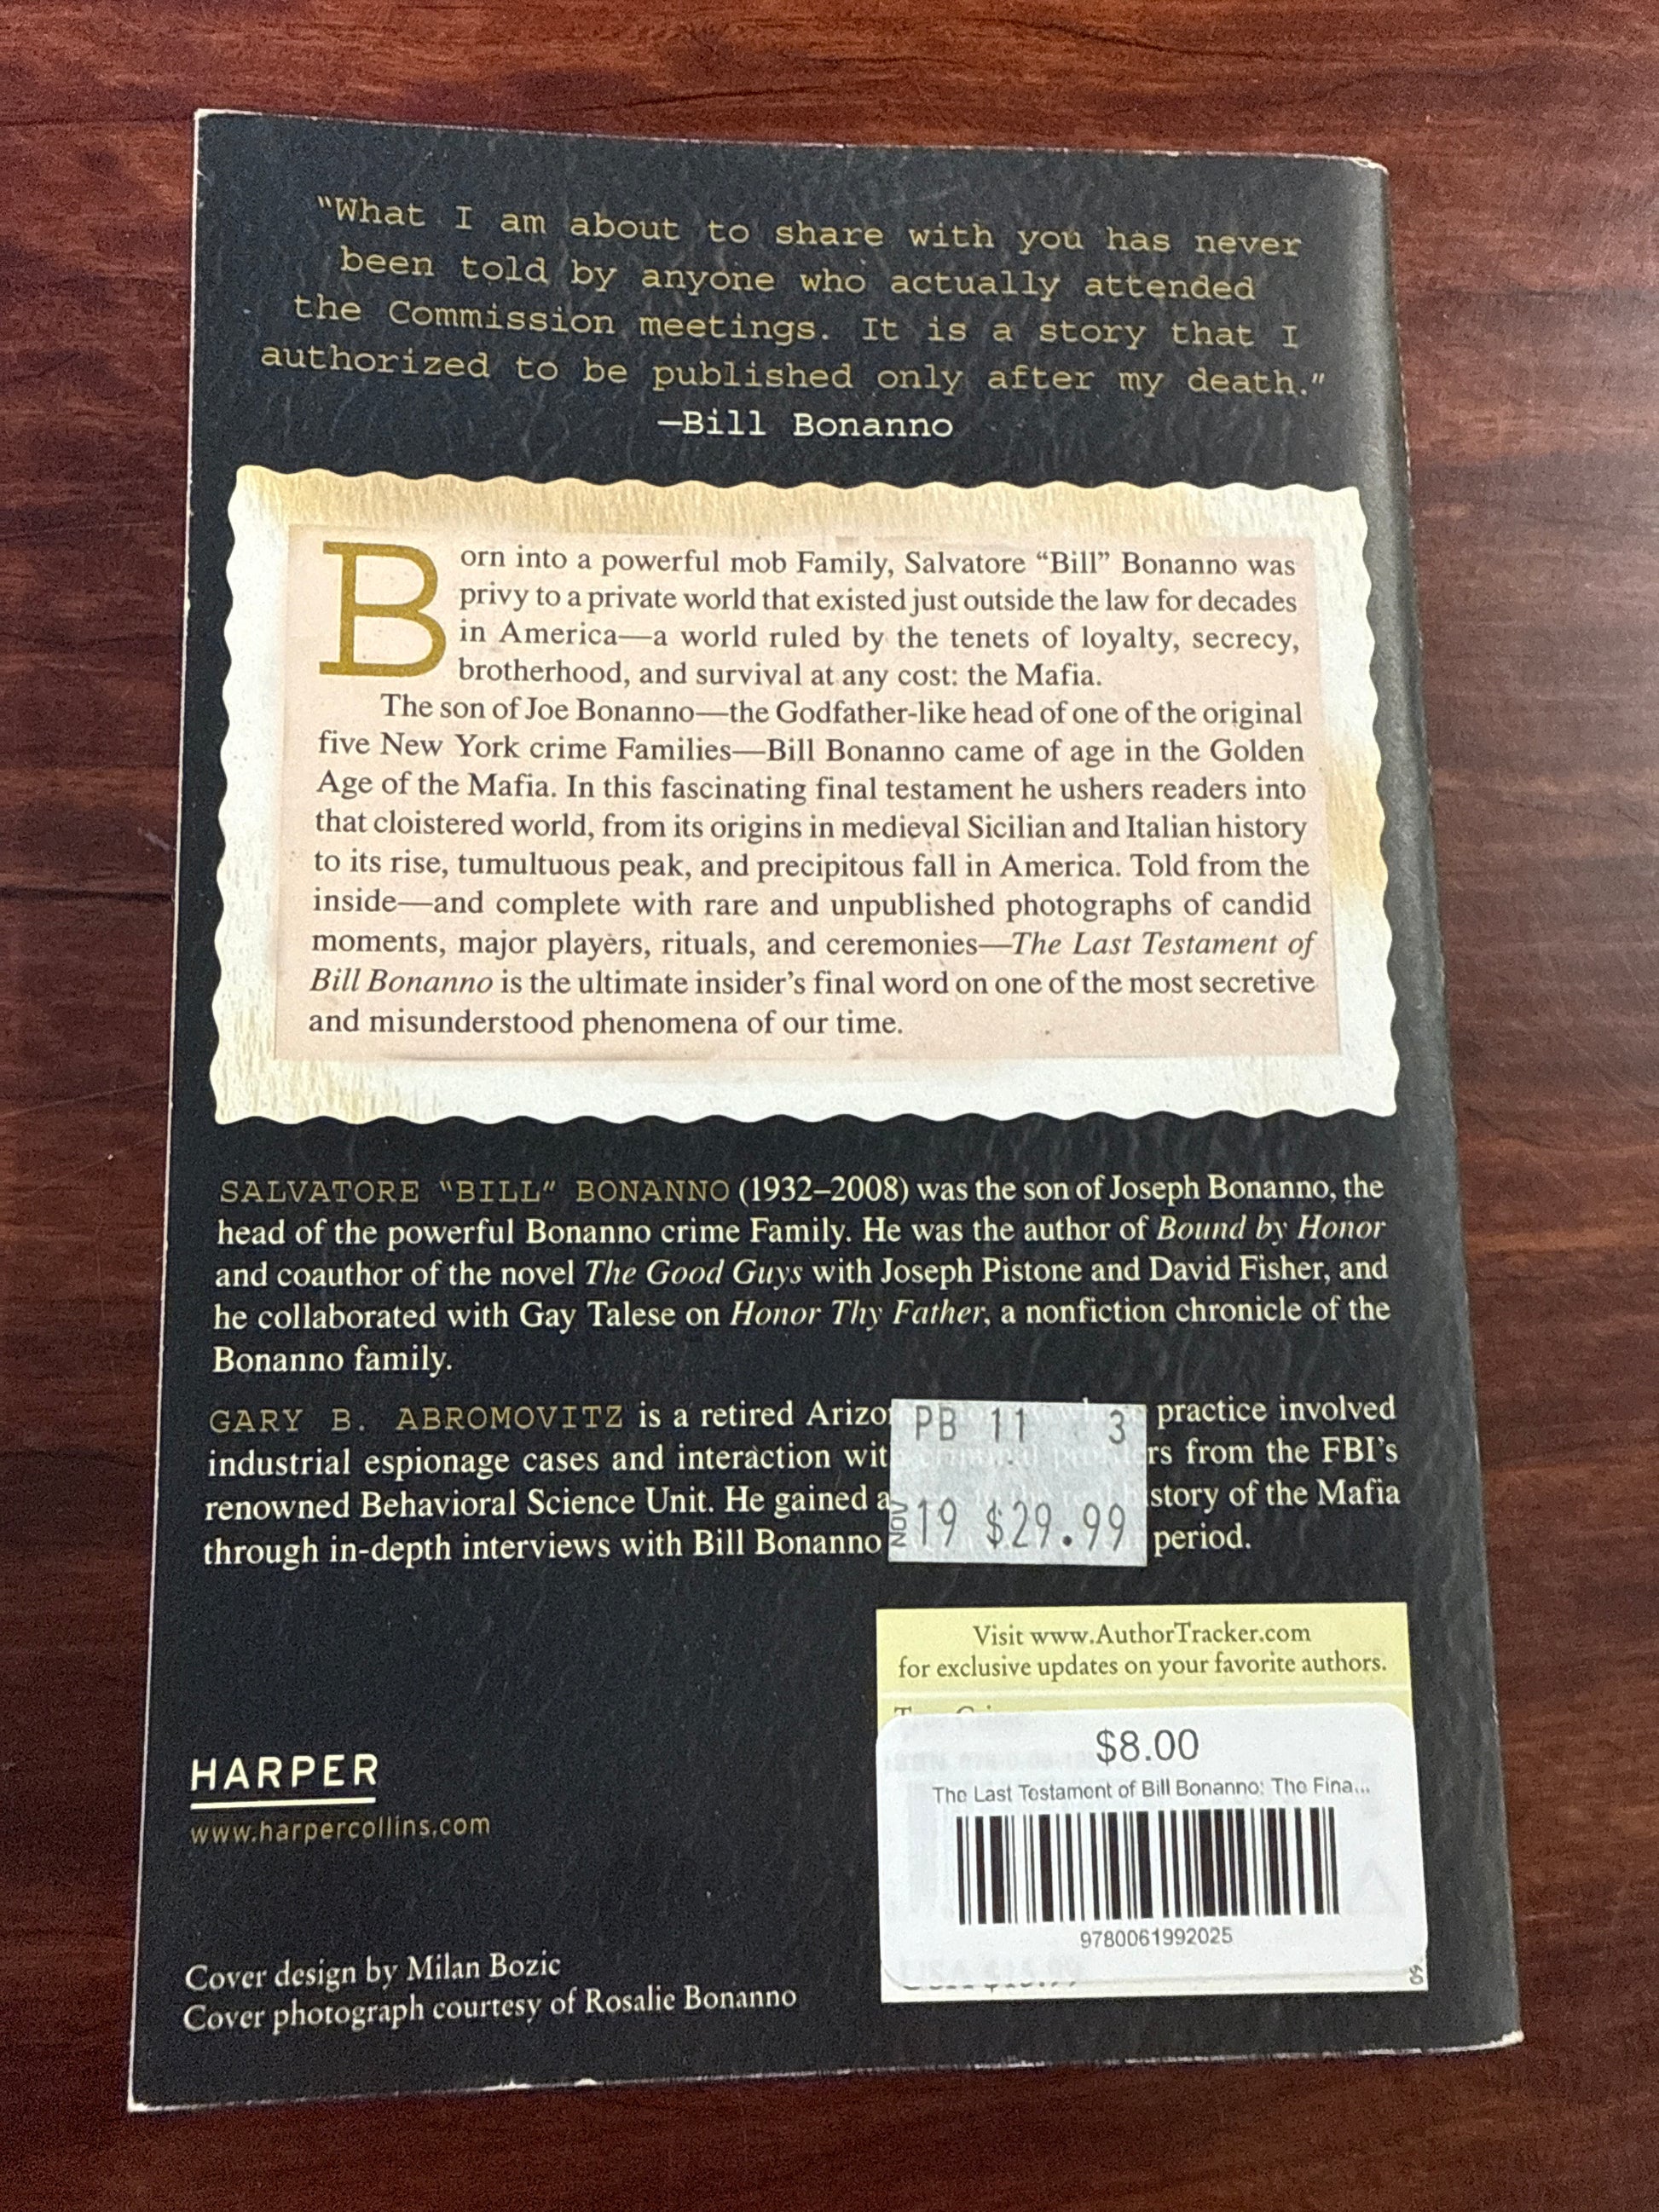 “What I am about to share with you has never
been told by anyone who actually attended
the Commission meetings. It is a story that I
authorized to be published only after my death.”
—Bill Bonanno
Born into a powerful mob Family, Salvatore “Bill” Bonanno was
privy to a private world that existed just outside the law for decades
in America—a world ruled by the tenets of loyalty, secrecy,
brotherhood, and survival at any cost: the Mafia.
The son of Joe Bonanno—the Godfather-like head of one of the original
five New York crime Families—Bill Bonanno came of age in the Golden
Age of the Mafia. In this fascinating final testament he ushers readers into
that cloistered world, from its origins in medieval Sicilian and Italian history
to its rise, tumultuous peak, and precipitous fall in America. Told from the
inside—and complete with rare and unpublished photographs of candid
moments, major players, rituals, and ceremonies—The Last Testament of
Bill Bonanno is the ultimate insider’s final word on one of the most secretive
and misunderstood phenomena of our time.
SALVATORE “BILL” BONANNO (1932–2008) was the son of Joseph Bonanno, the
head of the powerful Bonanno crime Family. He was the author of Bound by Honor
and coauthor of the novel The Good Guys with Joseph Pistone and David Fisher, and
he collaborated with Gay Talese on Honor Thy Father, a nonfiction chronicle of the
Bonanno family.
GARY B. ABROMOVITZ is a retired practice involved
industrial espionage cases and interaction from the FBI’s
renowned Behavioral Science Unit. He gained of the Mafia
through in-depth interviews with Bill Bonanno period.
PB 11 3
NOV 19 $29.99
Visit www.AuthorTracker.com
for exclusive updates on your favorite authors.
$8.00
The Last Testament of Bill Bonanno: The Fina...
9780061992025
HARPER
www.harpercollins.com
Cover design by Milan Bozic
Cover photograph courtesy of Rosalie Bonanno